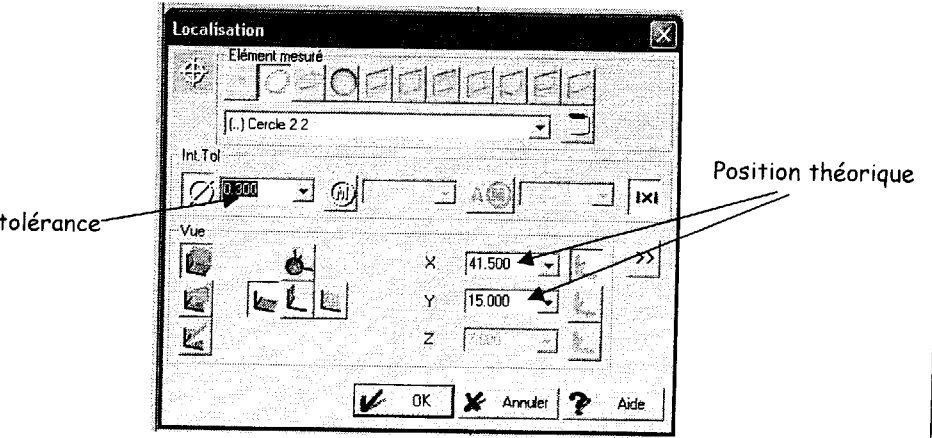 Localisation
Elément mesuré
(..) Cercle 2 2
Int. Tol
0.300
Position théorique
tolérance
Vue
X 41.500 >>
Y 15.000
Z
OK Annuler Aide